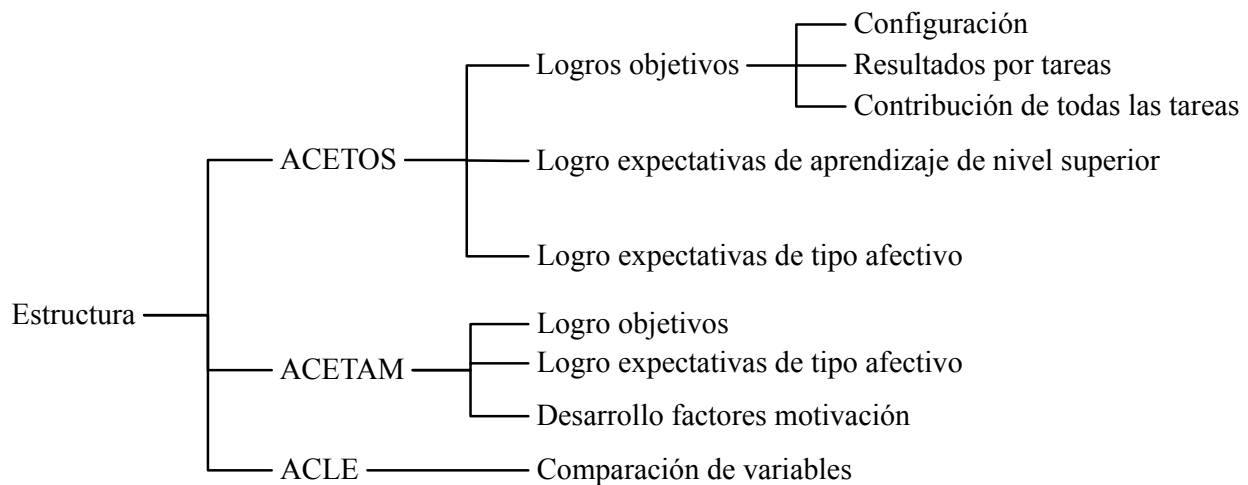 Configuración
Logros objetivos
Resultados por tareas
Contribución de todas las tareas
ACETOS
Logro expectativas de aprendizaje de nivel superior
Logro expectativas de tipo afectivo
Estructura
Logro objetivos
ACETAM
Logro expectativas de tipo afectivo
Desarrollo factores motivación
ACLE
Comparación de variables